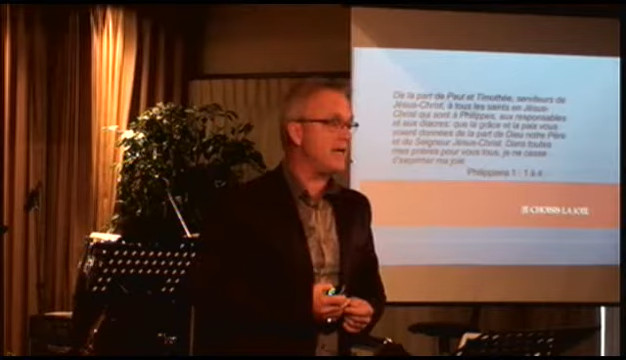 De la part de Paul et Timothée, serviteurs de
Jésus-Christ, à tous les saints en Jésus-
Christ qui sont à Philippes, aux responsables
et aux diacres: que la grâce et la paix vous
soient données de la part de Dieu notre Père
et du Seigneur Jésus-Christ. Dans toutes
mes prières pour vous tous, je ne cesse
d'exprimer ma joie
Philippiens 1 : 1 à 4
JE CHOISIS LA JOIE